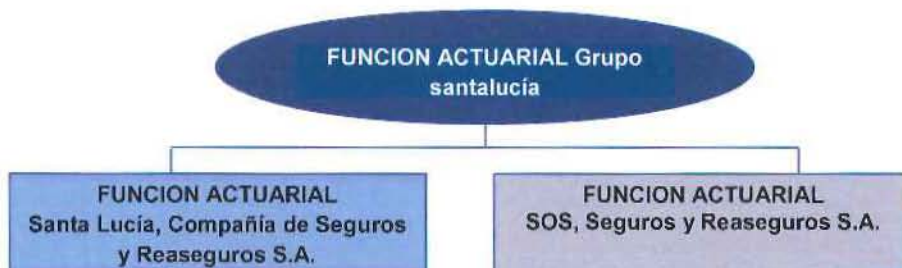 FUNCION ACTUARIAL Grupo
santalucía
FUNCION ACTUARIAL
Santa Lucía, Compañía de Seguros
y Reaseguros S.A.
FUNCION ACTUARIAL
SOS, Seguros y Reaseguros S.A.